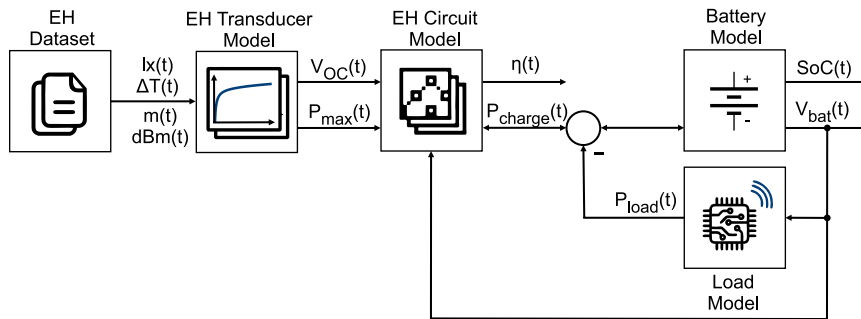 EH
Dataset
lx(t)
ΔT(t)
m(t)
dBm(t)
EH Transducer
Model
V_OC(t)
P_max(t)
EH Circuit
Model
η(t)
P_charge(t)
-
Battery
Model
+
-
SoC(t)
V_bat(t)
P_load(t)
Load
Model